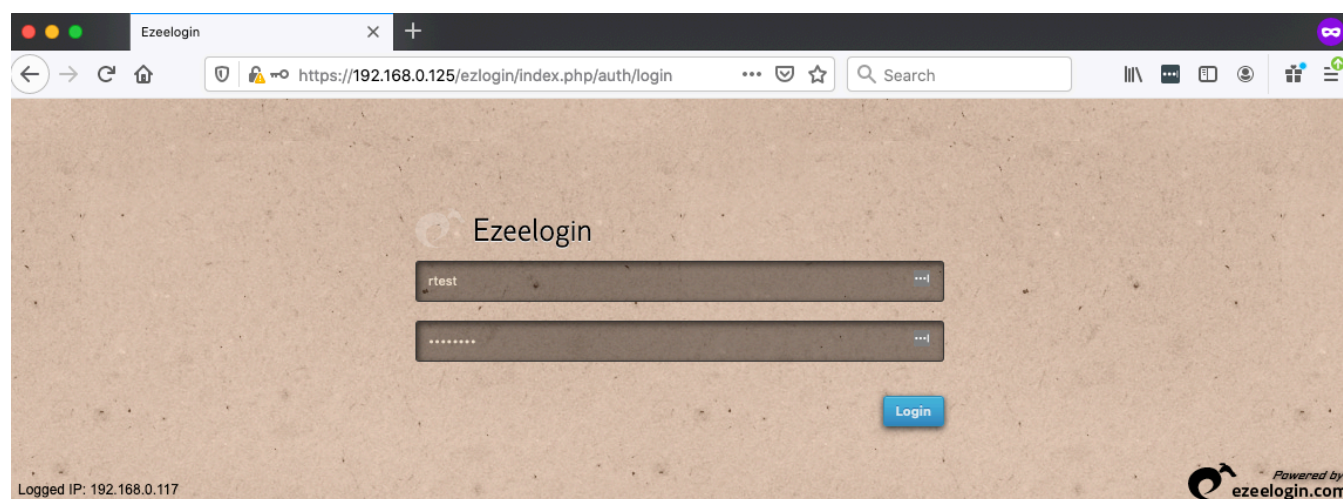 Ezeelogin
https://192.168.0.125/ezlogin/index.php/auth/login
Search
Ezeelogin
rtest
••••••••
Login
Logged IP: 192.168.0.117
Powered by
ezeelogin.com